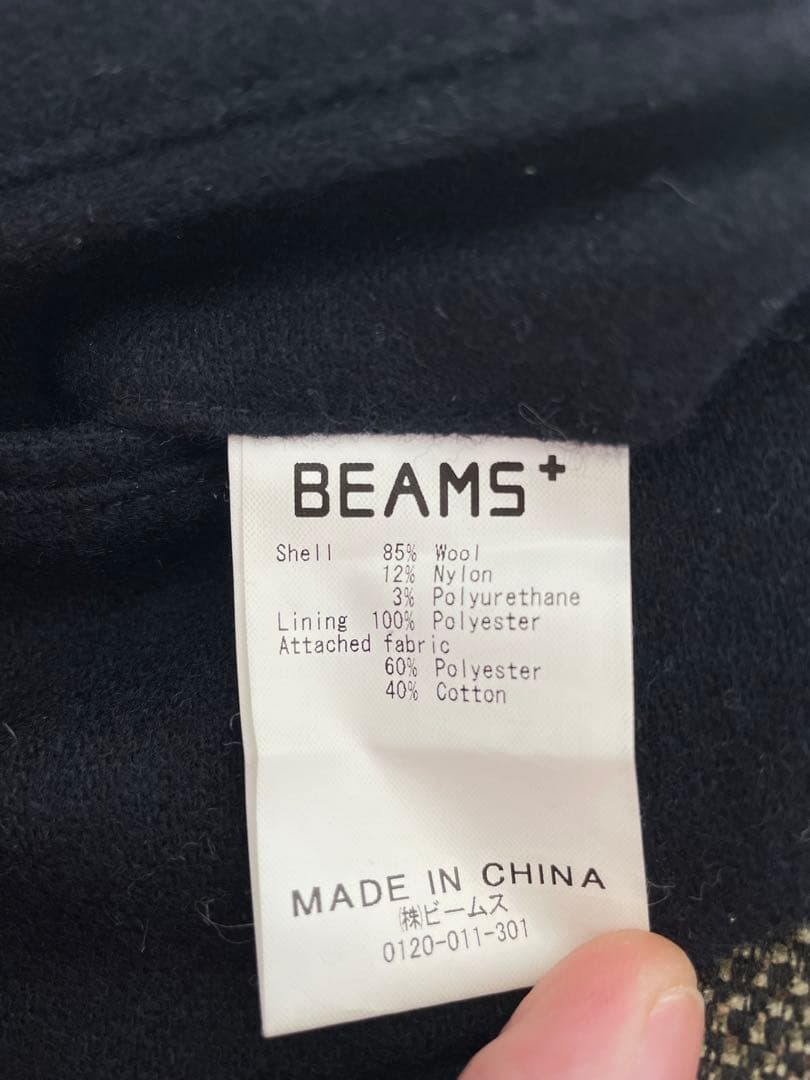 BEAMS+
Shell 85% Wool
12% Nylon
3% Polyurethane
Lining 100% Polyester
Attached fabric
60% Polyester
40% Cotton
MADE IN CHINA
㈱ビームス
0120-011-301